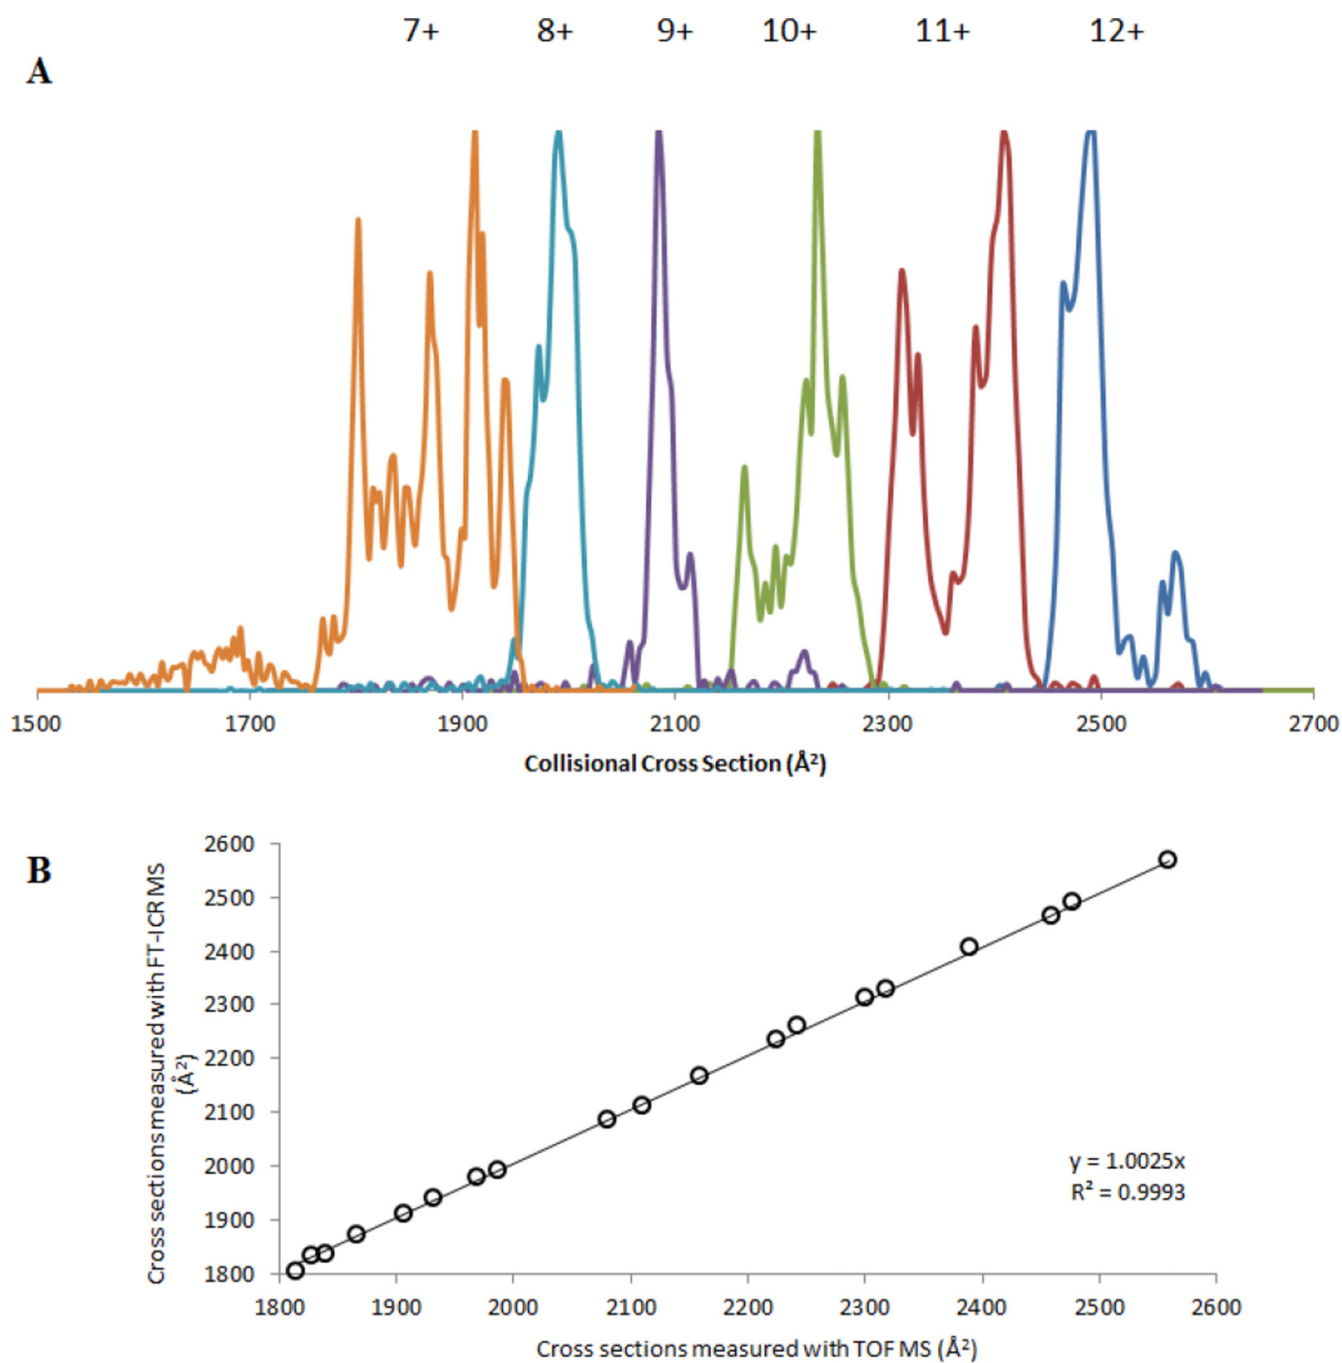 7+ 8+ 9+ 10+ 11+ 12+
A
1500 1700 1900 2100 2300 2500 2700
Collisional Cross Section (Å²)
B
Cross sections measured with FT-ICR MS
(Å²)
2600
2500
2400
2300
2200
2100
2000
1900
1800
y = 1.0025x
R² = 0.9993
1800 1900 2000 2100 2200 2300 2400 2500 2600
Cross sections measured with TOF MS (Å²)